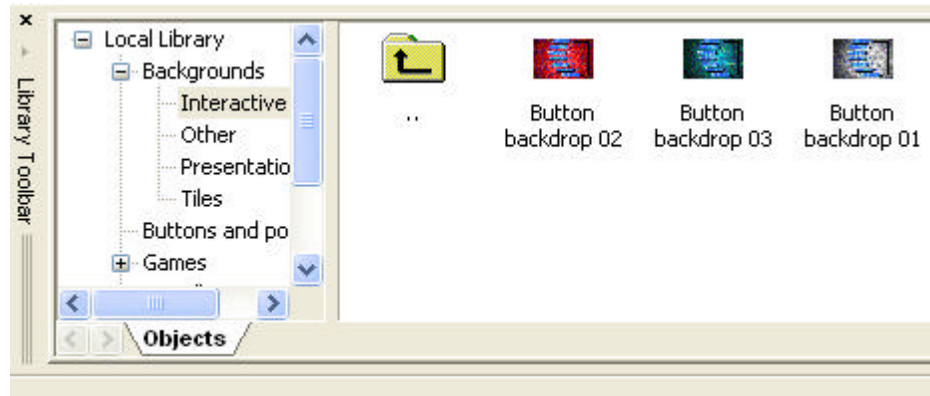 Library Toolbar
Local Library
Backgrounds
Interactive
Other
Presentatio
Tiles
Buttons and po
Games
Objects
..
Button
backdrop 02
Button
backdrop 03
Button
backdrop 01